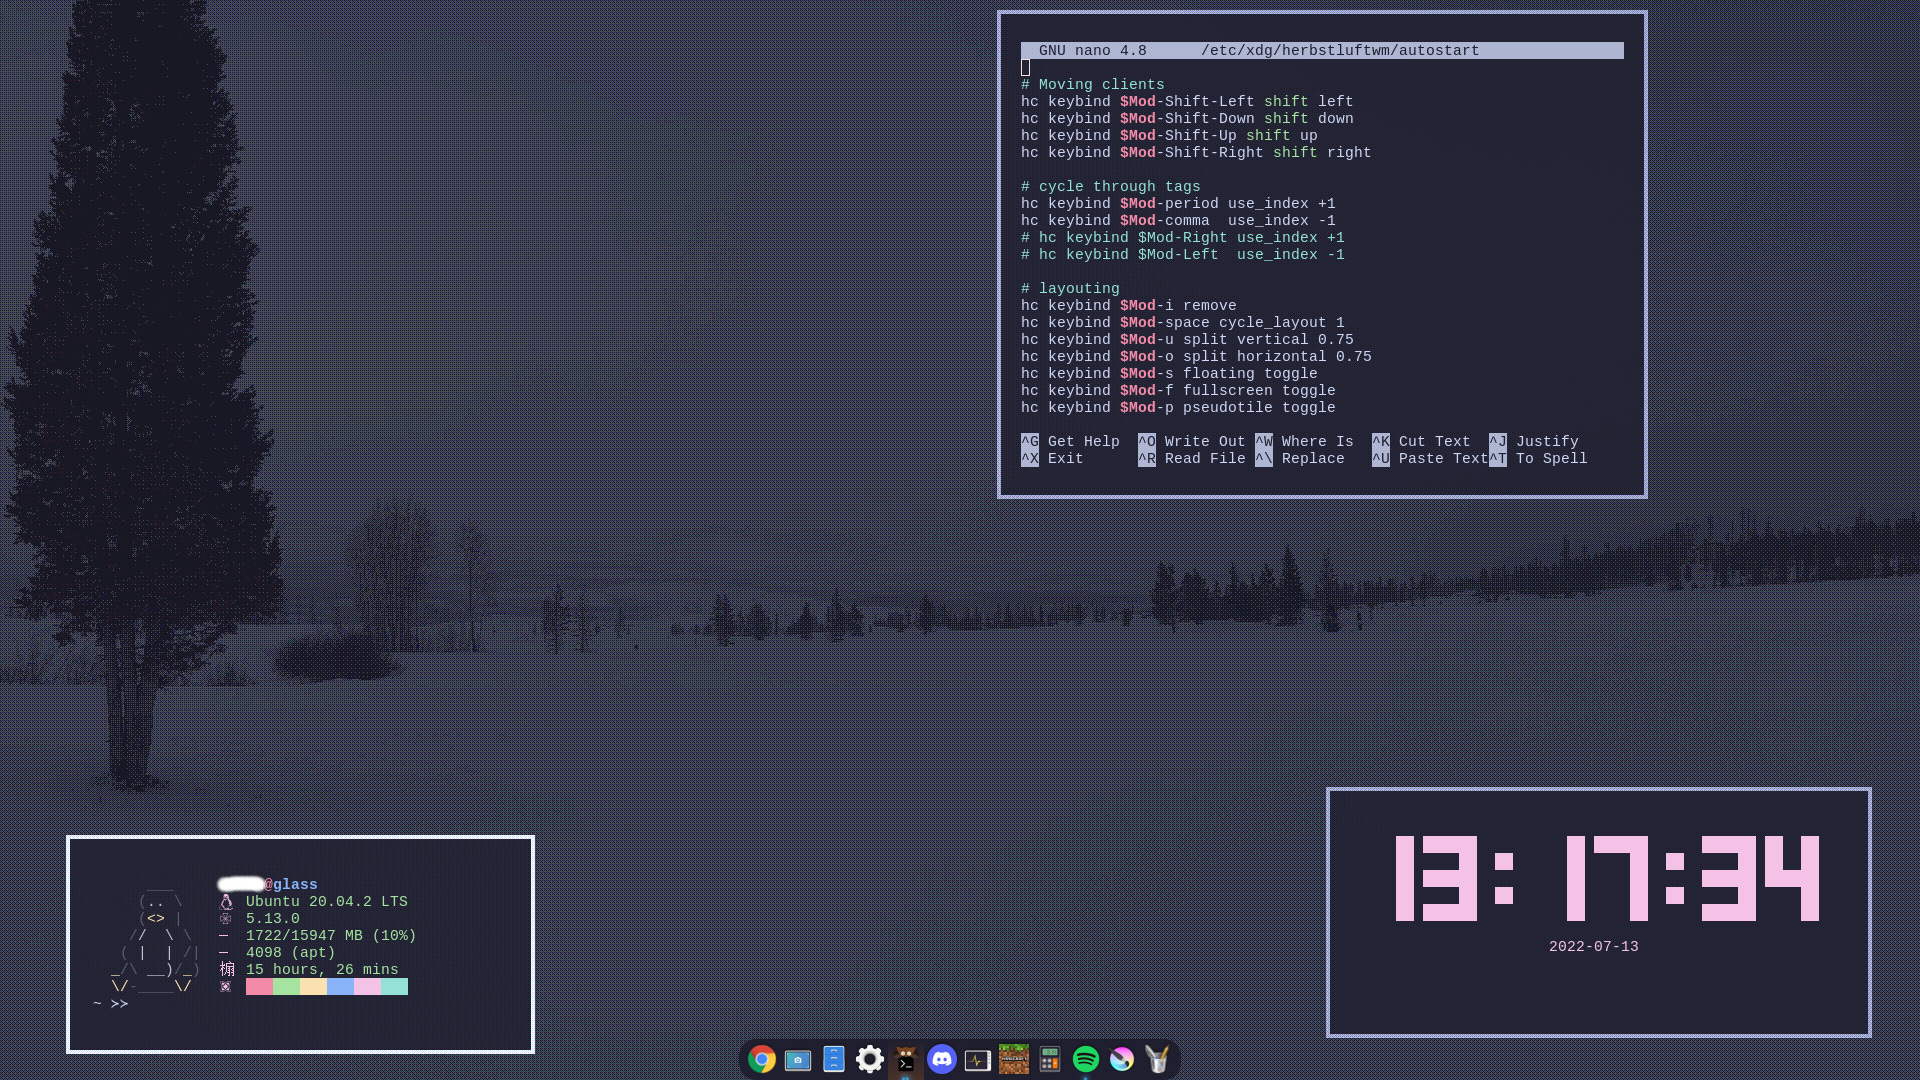 GNU nano 4.8      /etc/xdg/herbstluftwm/autostart
# Moving clients
hc keybind $Mod-Shift-Left shift left
hc keybind $Mod-Shift-Down shift down
hc keybind $Mod-Shift-Up shift up
hc keybind $Mod-Shift-Right shift right
# cycle through tags
hc keybind $Mod-period use_index +1
hc keybind $Mod-comma  use_index -1
# hc keybind $Mod-Right use_index +1
# hc keybind $Mod-Left  use_index -1
# layouting
hc keybind $Mod-i remove
hc keybind $Mod-space cycle_layout 1
hc keybind $Mod-u split vertical 0.75
hc keybind $Mod-o split horizontal 0.75
hc keybind $Mod-s floating toggle
hc keybind $Mod-f fullscreen toggle
hc keybind $Mod-p pseudotile toggle
^G Get Help  ^O Write Out ^W Where Is  ^K Cut Text  ^J Justify
^X Exit      ^R Read File ^\ Replace   ^U Paste Text^T To Spell
@glass
Ubuntu 20.04.2 LTS
5.13.0
1722/15947 MB (10%)
4098 (apt)
15 hours, 26 mins
~ >>
13:17:34
2022-07-13